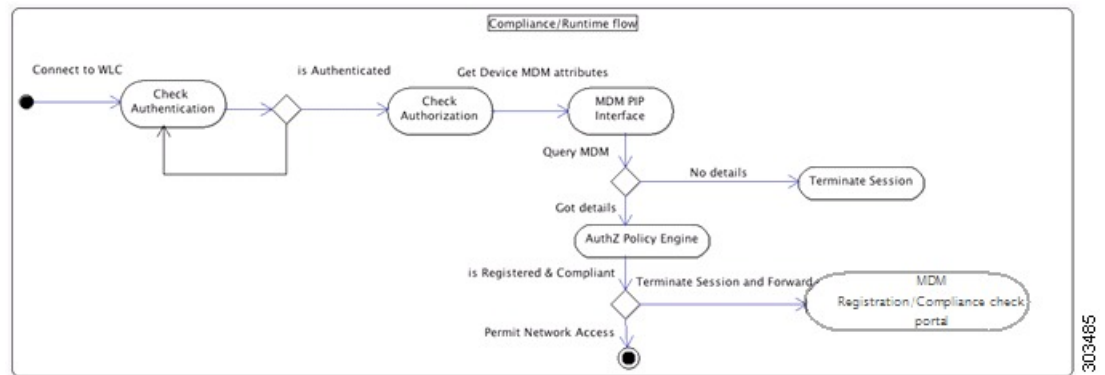 Compliance/Runtime flow
Connect to WLC
is Authenticated
Get Device MDM attributes
Check
Authentication
Check
Authorization
MDM PIP
Interface
Query MDM
No details
Terminate Session
Got details
AuthZ Policy Engine
is Registered & Compliant
Terminate Session and Forward
MDM
Registration/Compliance check
portal
Permit Network Access
303485